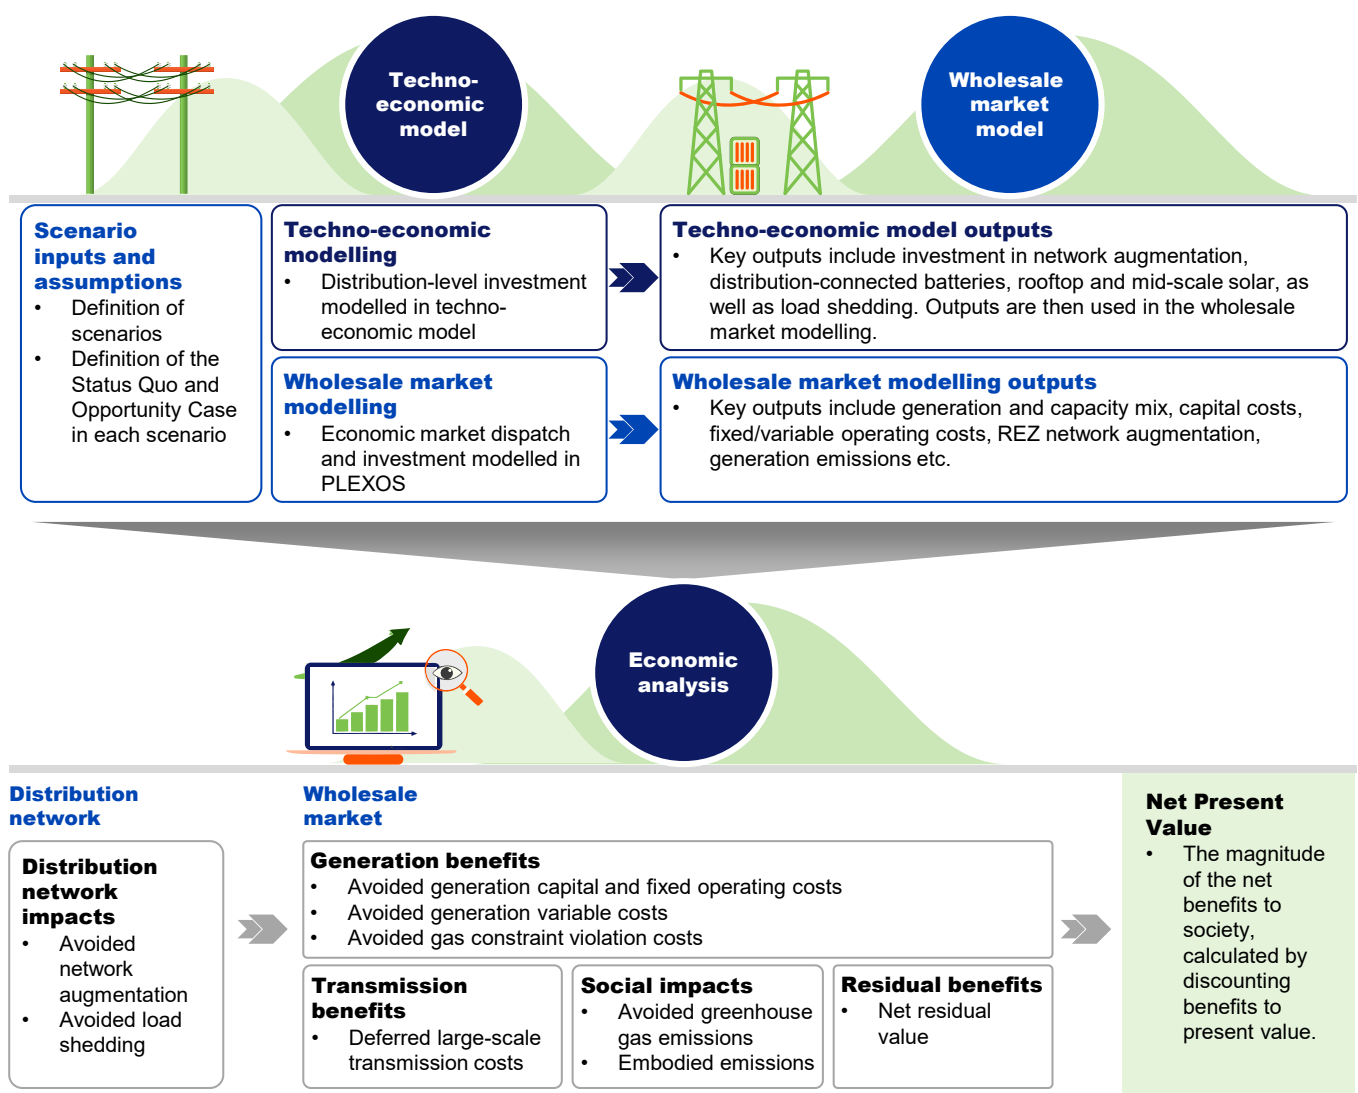 Techno-
economic
model
Wholesale
market
model
Scenario
inputs and
assumptions
• Definition of
scenarios
• Definition of the
Status Quo and
Opportunity Case
in each scenario
Techno-economic
modelling
• Distribution-level investment
modelled in techno-
economic model
Techno-economic model outputs
• Key outputs include investment in network augmentation,
distribution-connected batteries, rooftop and mid-scale solar, as
well as load shedding. Outputs are then used in the wholesale
market modelling.
Wholesale market
modelling
• Economic market dispatch
and investment modelled in
PLEXOS
Wholesale market modelling outputs
• Key outputs include generation and capacity mix, capital costs,
fixed/variable operating costs, REZ network augmentation,
generation emissions etc.
Economic
analysis
Distribution
network
Distribution
network
impacts
• Avoided
network
augmentation
• Avoided load
shedding
Wholesale
market
Generation benefits
• Avoided generation capital and fixed operating costs
• Avoided generation variable costs
• Avoided gas constraint violation costs
Transmission
benefits
• Deferred large-scale
transmission costs
Social impacts
• Avoided greenhouse
gas emissions
• Embodied emissions
Residual benefits
• Net residual
value
Net Present
Value
• The magnitude
of the net
benefits to
society,
calculated by
discounting
benefits to
present value.